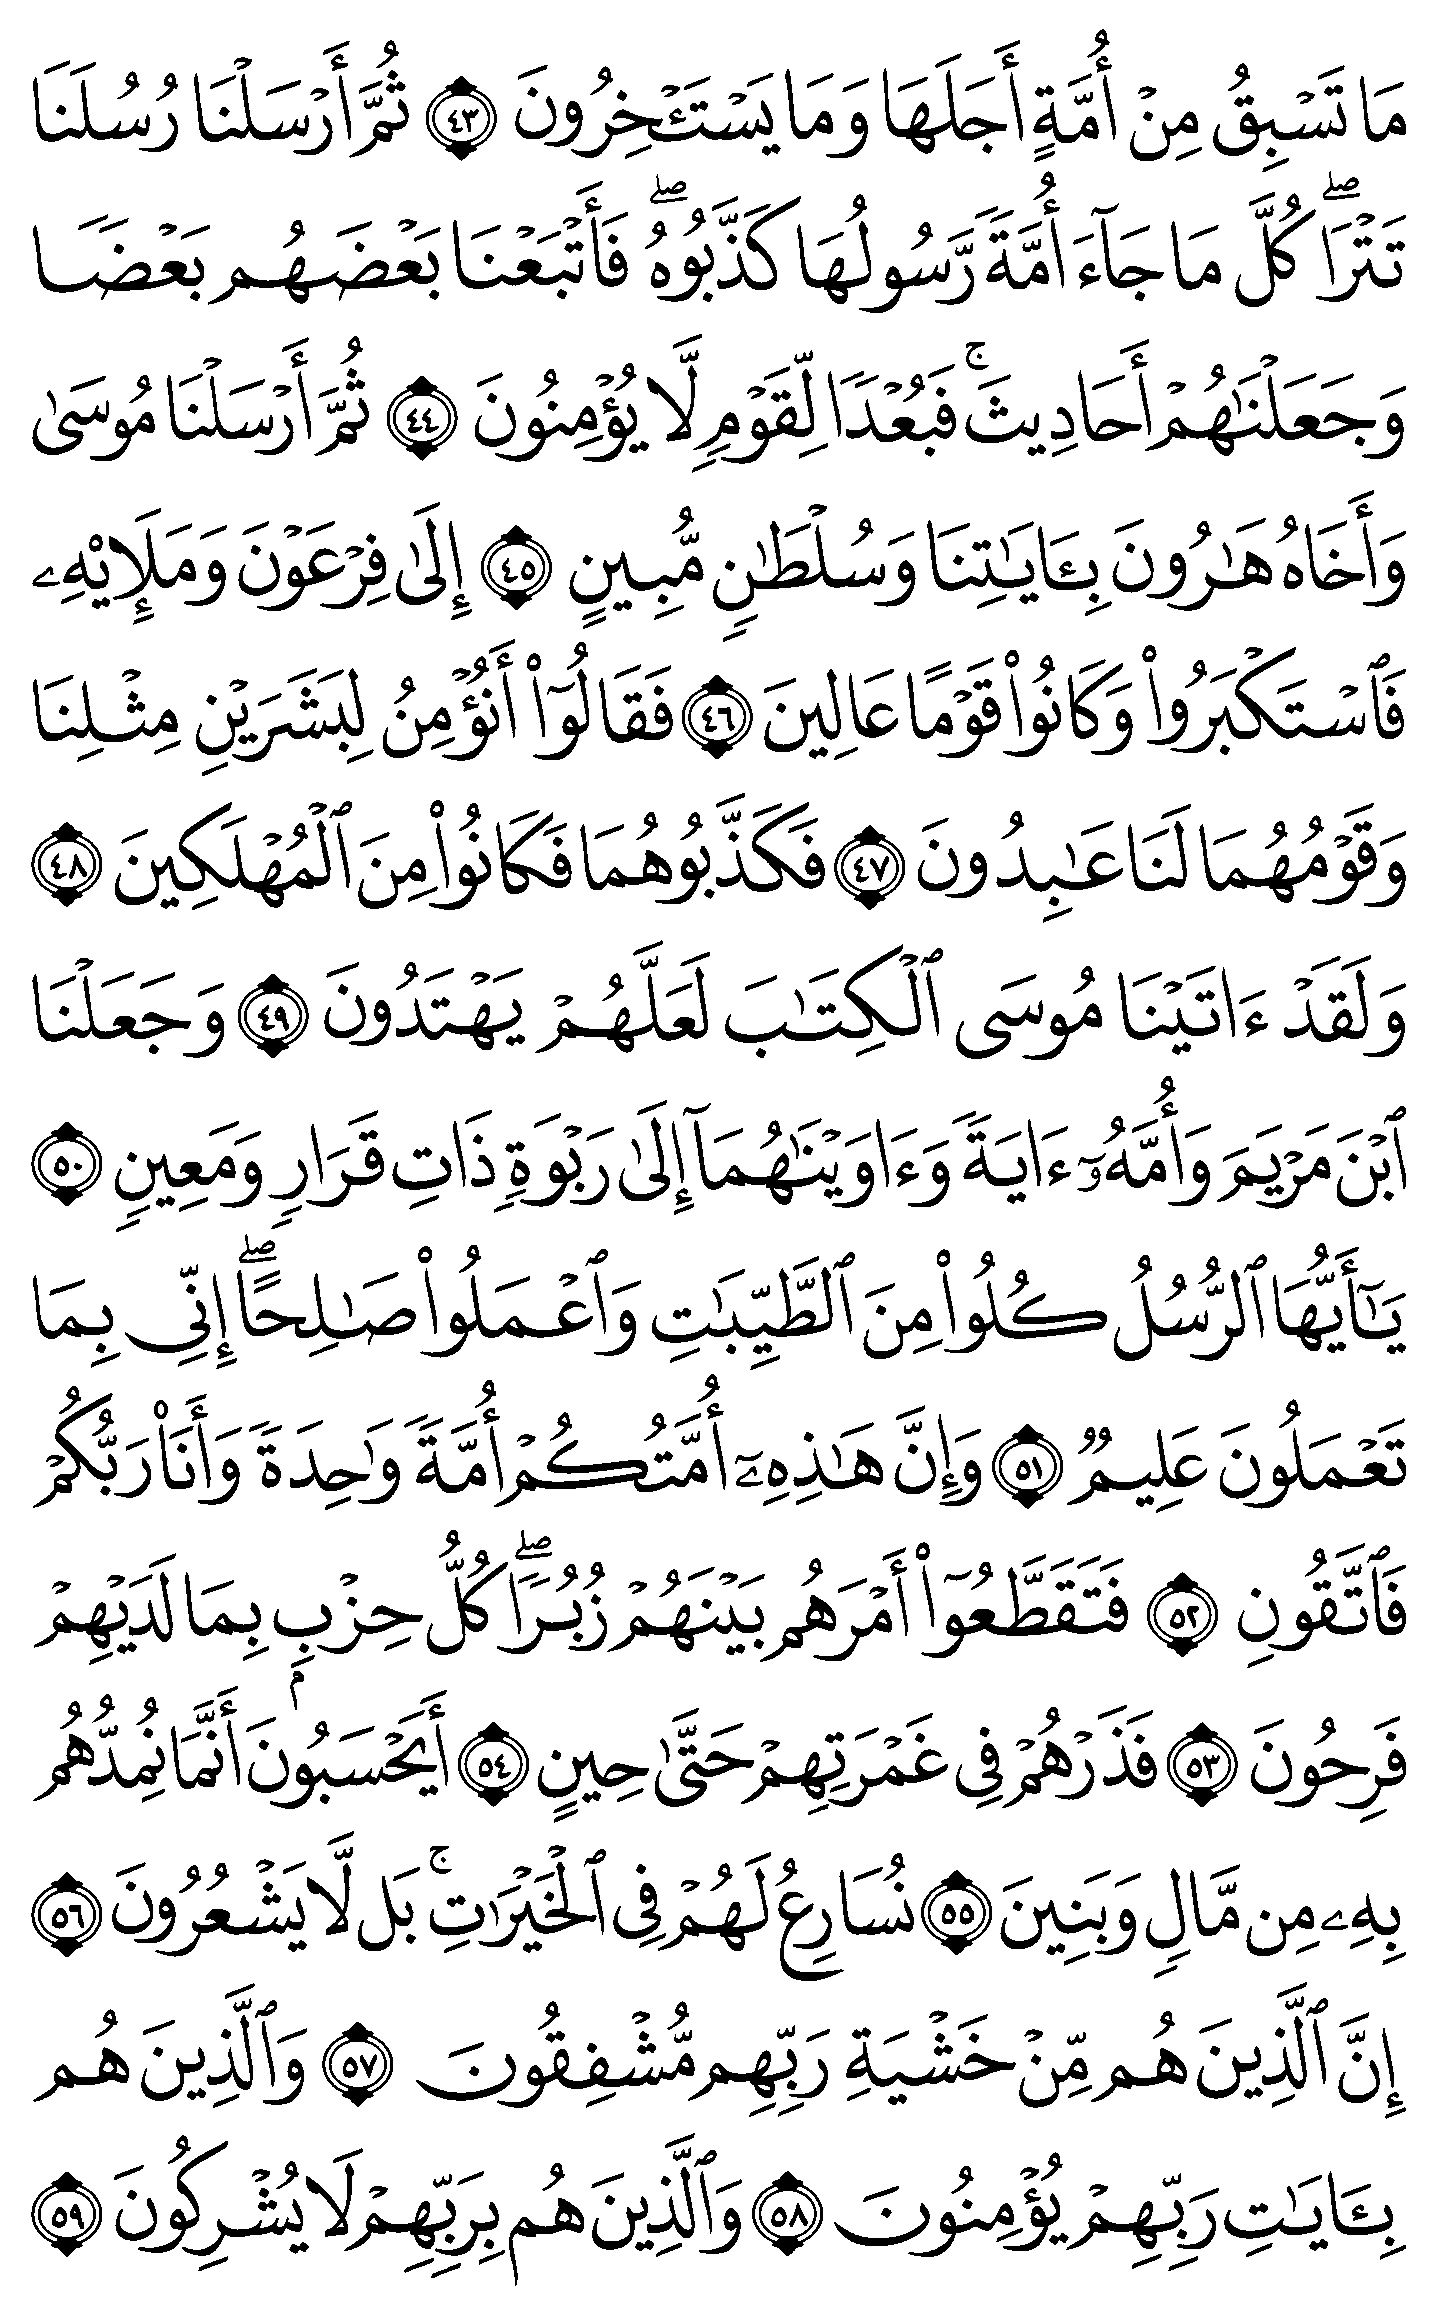 مَا تَسۡبِقُ مِنۡ أُمَّةٍ أَجَلَهَا وَمَا يَسۡتَـٔۡخِرُونَ ٤٣ ثُمَّ أَرۡسَلۡنَا رُسُلَنَا
تَتۡرَاۖ كُلَّ مَا جَآءَ أُمَّةٗ رَّسُولُهَا كَذَّبُوهُۖ فَأَتۡبَعۡنَا بَعۡضَهُم بَعۡضٗا
وَجَعَلۡنَٰهُمۡ أَحَادِيثَۚ فَبُعۡدٗا لِّقَوۡمٖ لَّا يُؤۡمِنُونَ ٤٤ ثُمَّ أَرۡسَلۡنَا مُوسَىٰ
وَأَخَاهُ هَٰرُونَ بِـَٔايَٰتِنَا وَسُلۡطَٰنٖ مُّبِينٍ ٤٥ إِلَىٰ فِرۡعَوۡنَ وَمَلَإِيْهِۦ
فَٱسۡتَكۡبَرُواْ وَكَانُواْ قَوۡمًا عَالِينَ ٤٦ فَقَالُوٓاْ أَنُؤۡمِنُ لِبَشَرَيۡنِ مِثۡلِنَا
وَقَوۡمُهُمَا لَنَا عَٰبِدُونَ ٤٧ فَكَذَّبُوهُمَا فَكَانُواْ مِنَ ٱلۡمُهۡلَكِينَ ٤٨
وَلَقَدۡ ءَاتَيۡنَا مُوسَى ٱلۡكِتَٰبَ لَعَلَّهُمۡ يَهۡتَدُونَ ٤٩ وَجَعَلۡنَا
ٱبۡنَ مَرۡيَمَ وَأُمَّهُۥٓ ءَايَةٗ وَءَاوَيۡنَٰهُمَآ إِلَىٰ رَبۡوَةٖ ذَاتِ قَرَارٖ وَمَعِينٖ ٥٠
يَٰٓأَيُّهَا ٱلرُّسُلُ كُلُواْ مِنَ ٱلطَّيِّبَٰتِ وَٱعۡمَلُواْ صَٰلِحًاۖ إِنِّي بِمَا
تَعۡمَلُونَ عَلِيمٞ ٥١ وَإِنَّ هَٰذِهِۦٓ أُمَّتُكُمۡ أُمَّةٗ وَٰحِدَةٗ وَأَنَا۠ رَبُّكُمۡ
فَٱتَّقُونِ ٥٢ فَتَقَطَّعُوٓاْ أَمۡرَهُم بَيۡنَهُمۡ زُبُرٗاۖ كُلُّ حِزۡبِۭ بِمَا لَدَيۡهِمۡ
فَرِحُونَ ٥٣ فَذَرۡهُمۡ فِي غَمۡرَتِهِمۡ حَتَّىٰ حِينٍ ٥٤ أَيَحۡسَبُونَ أَنَّمَا نُمِدُّهُم
بِهِۦ مِن مَّالٖ وَبَنِينَ ٥٥ نُسَارِعُ لَهُمۡ فِي ٱلۡخَيۡرَٰتِۚ بَل لَّا يَشۡعُرُونَ ٥٦
إِنَّ ٱلَّذِينَ هُم مِّنۡ خَشۡيَةِ رَبِّهِم مُّشۡفِقُونَ ٥٧ وَٱلَّذِينَ هُم
بِـَٔايَٰتِ رَبِّهِمۡ يُؤۡمِنُونَ ٥٨ وَٱلَّذِينَ هُم بِرَبِّهِمۡ لَا يُشۡرِكُونَ ٥٩